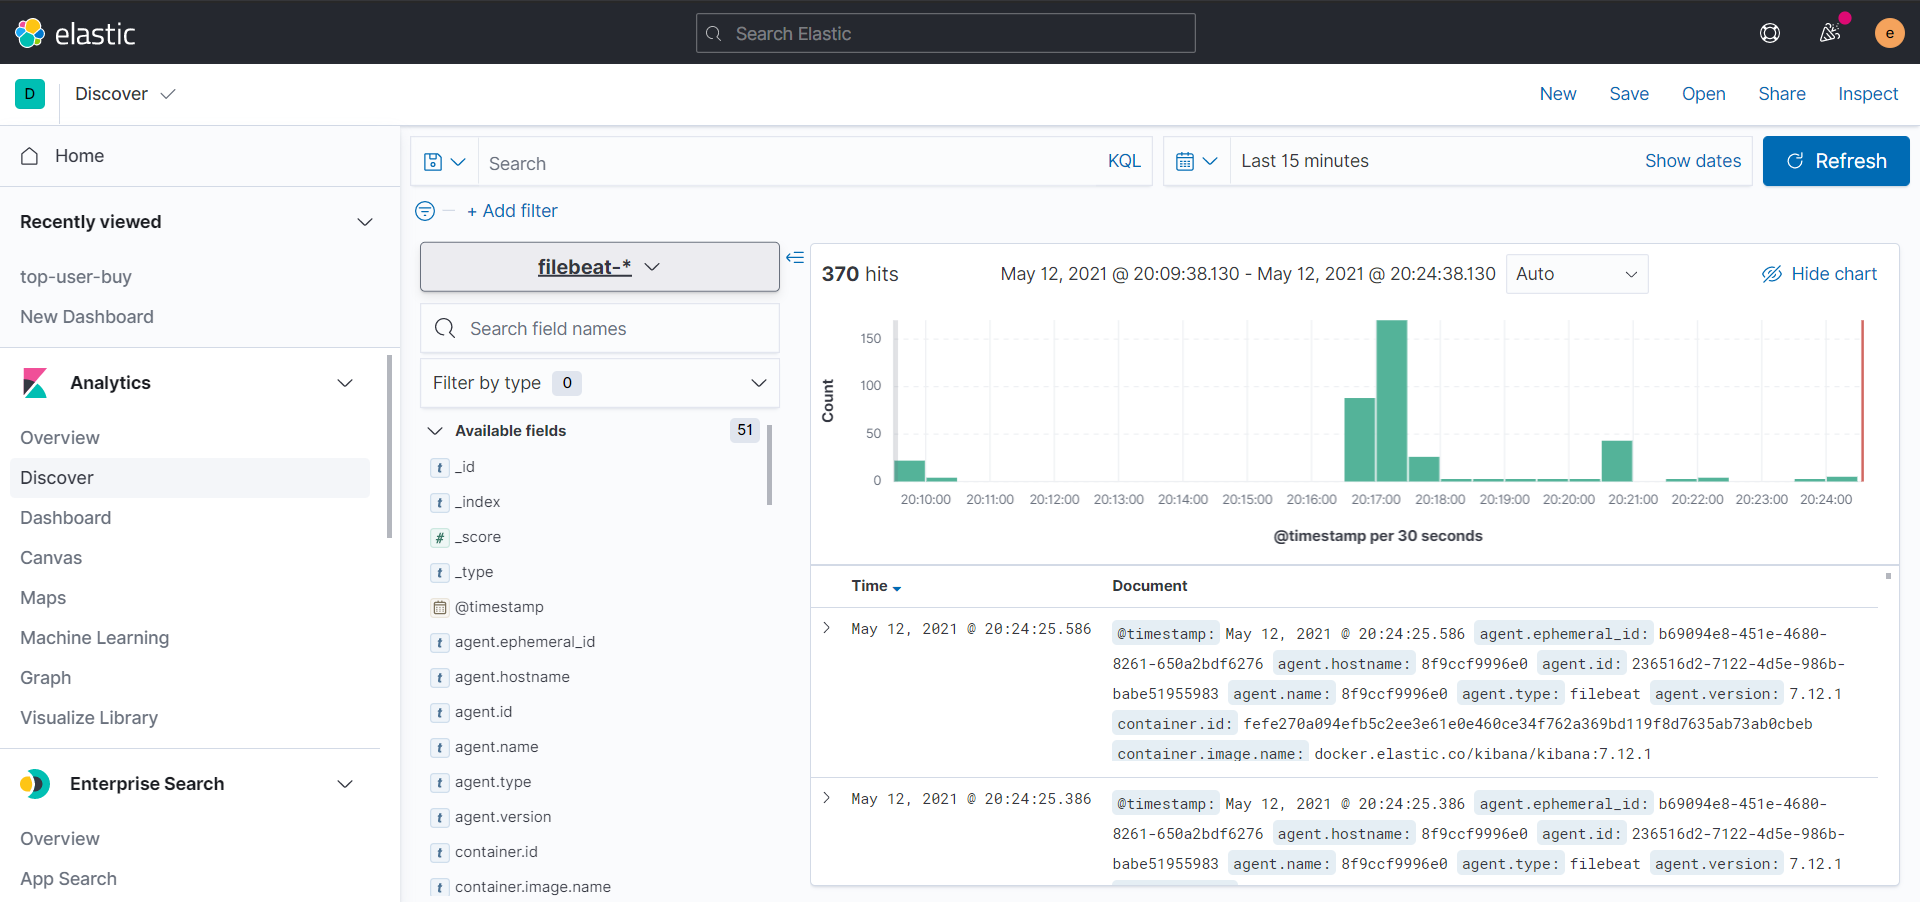 elastic
Search Elastic
e
D
Discover
New
Save
Open
Share
Inspect
Home
Recently viewed
top-user-buy
New Dashboard
Analytics
Overview
Discover
Dashboard
Canvas
Maps
Machine Learning
Graph
Visualize Library
Enterprise Search
Overview
App Search
Search
KQL
Last 15 minutes
Show dates
Refresh
+ Add filter
filebeat-*
Search field names
Filter by type 0
Available fields 51
t _id
t _index
# _score
t _type
@timestamp
t agent.ephemeral_id
t agent.hostname
t agent.id
t agent.name
t agent.type
t agent.version
t container.id
t container.image.name
370 hits
May 12, 2021 @ 20:09:38.130 - May 12, 2021 @ 20:24:38.130
Auto
Hide chart
Count
150
100
50
0
20:10:00 20:11:00 20:12:00 20:13:00 20:14:00 20:15:00 20:16:00 20:17:00 20:18:00 20:19:00 20:20:00 20:21:00 20:22:00 20:23:00 20:24:00
@timestamp per 30 seconds
Time Document
May 12, 2021 @ 20:24:25.586
@timestamp: May 12, 2021 @ 20:24:25.586 agent.ephemeral_id: b69094e8-451e-4680-
8261-650a2bdf6276 agent.hostname: 8f9ccf9996e0 agent.id: 236516d2-7122-4d5e-986b-
babe51955983 agent.name: 8f9ccf9996e0 agent.type: filebeat agent.version: 7.12.1
container.id: fefe270a094efb5c2ee3e61e0e460ce34f762a369bd119f8d7635ab73ab0cbeb
container.image.name: docker.elastic.co/kibana/kibana:7.12.1
May 12, 2021 @ 20:24:25.386
@timestamp: May 12, 2021 @ 20:24:25.386 agent.ephemeral_id: b69094e8-451e-4680-
8261-650a2bdf6276 agent.hostname: 8f9ccf9996e0 agent.id: 236516d2-7122-4d5e-986b-
babe51955983 agent.name: 8f9ccf9996e0 agent.type: filebeat agent.version: 7.12.1